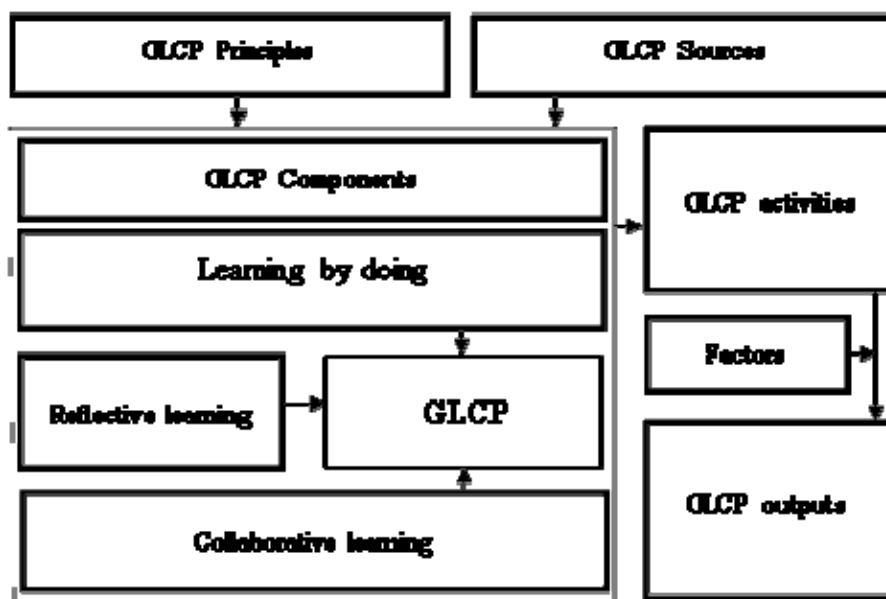 GLCP Principles
GLCP Sources
GLCP Components
GLCP activities
Learning by doing
Factors
Reflective learning
GLCP
GLCP outputs
Collaborative learning